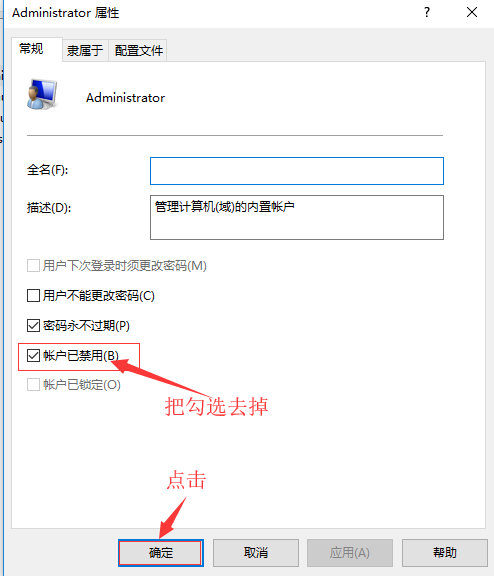 Administrator 属性
常规 隶属于 配置文件
Administrator
全名(F):
描述(D): 管理计算机(域)的内置帐户
用户下次登录时须更改密码(M)
用户不能更改密码(C)
密码永不过期(P)
帐户已禁用(B)
帐户已锁定(O)
把勾选去掉
点击
确定 取消 应用(A) 帮助